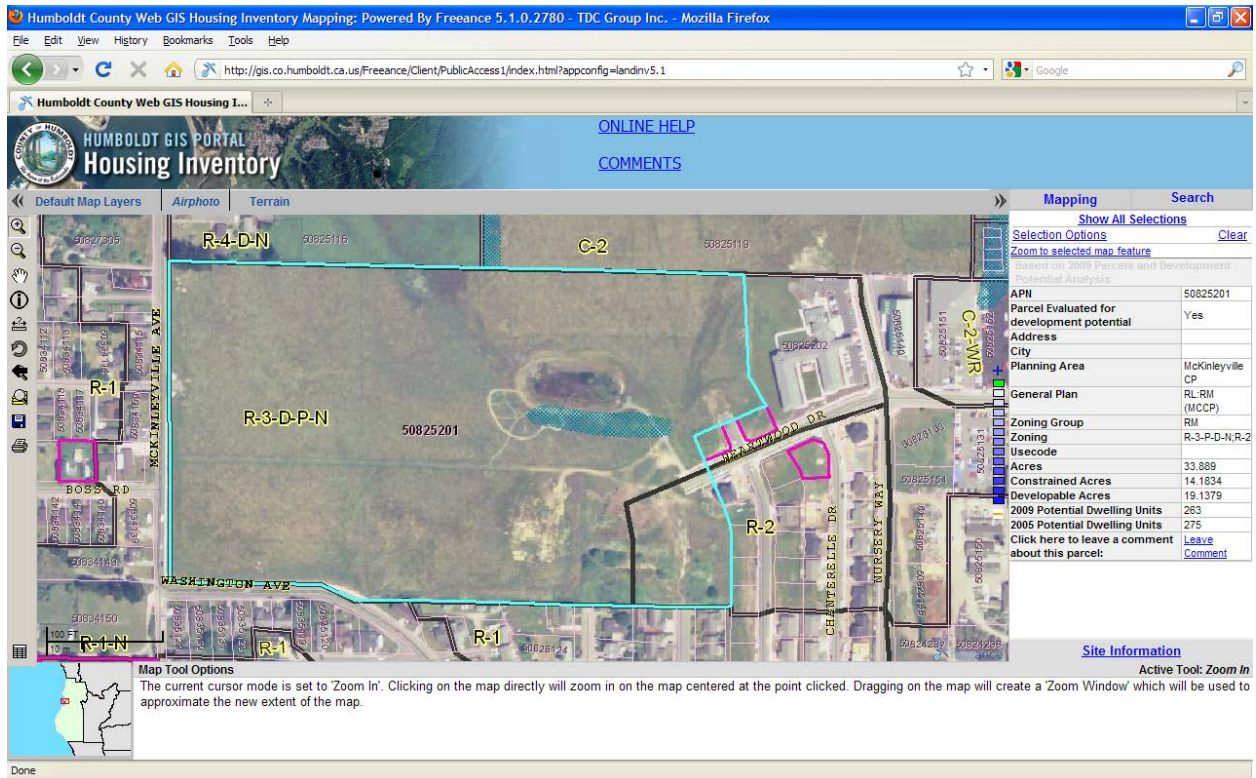 Humboldt County Web GIS Housing Inventory Mapping: Powered By Freeance 5.1.0.2780 - TDC Group Inc. - Mozilla Firefox
File Edit View History Bookmarks Tools Help
http://gis.co.humboldt.ca.us/Freeance/Client/PublicAccess1/index.html?appconfig=landinv5.1
Google
Humboldt County Web GIS Housing I...
HUMBOLDT GIS PORTAL
Housing Inventory
ONLINE HELP
COMMENTS
Default Map Layers Airphoto Terrain
Mapping Search
Show All Selections
Selection Options Clear
Zoom to selected map feature
Based on 2009 Parcels and Development
Potential Analysis
APN 50825201
Parcel Evaluated for
development potential Yes
Address
City
Planning Area McKinleyville
CP
General Plan RL:RM
(MCCP)
Zoning Group RM
Zoning R-3-P-D-N;R-2
Usecode
Acres 33.889
Constrained Acres 14.1834
Developable Acres 19.1379
2009 Potential Dwelling Units 263
2005 Potential Dwelling Units 275
Click here to leave a comment Leave
about this parcel: Comment
Site Information
50827305
R-4-D-N
50825116
C-2
50825119
C-2-WR
50825151
50825202
MCKINLEYVILLE AVE
R-1
R-3-D-P-N
50825201
HEARTWOOD DR
BOSS RD
R-2
CHANTERELLE DR
NURSERY WAY
50825131
50825154
50834149
WASHINGTON AVE
50834150
100 FT
10 m
R-1-N
R-1
R-1
50826124
Map Tool Options
Active Tool: Zoom In
The current cursor mode is set to 'Zoom In'. Clicking on the map directly will zoom in on the map centered at the point clicked. Dragging on the map will create a 'Zoom Window' which will be used to
approximate the new extent of the map.
Done